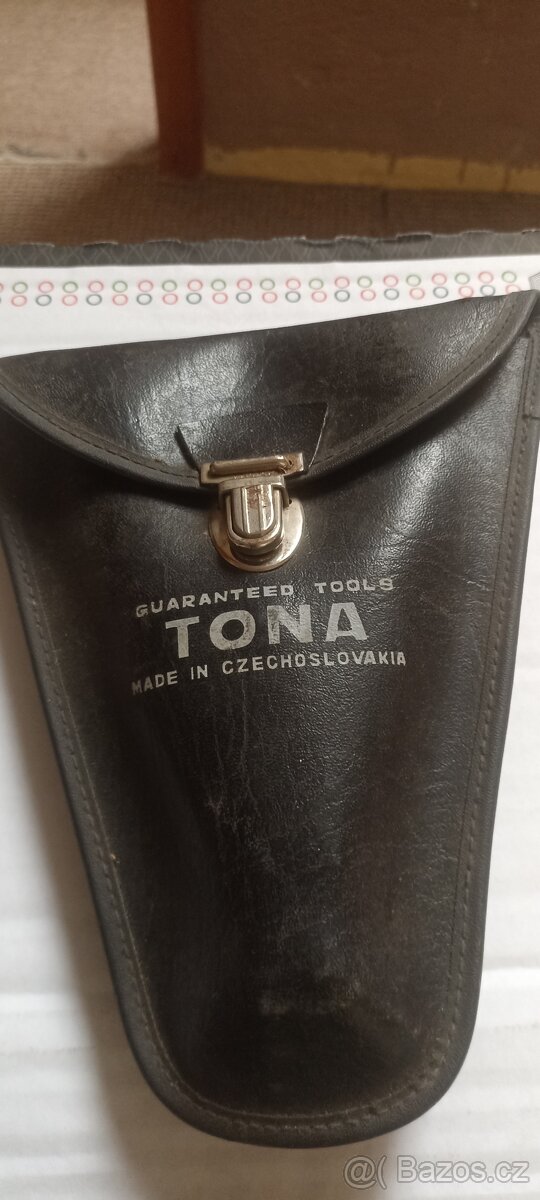 GUARANTEED TOOLS
TONA
MADE IN CZECHOSLOVAKIA
@( Bazos.cz